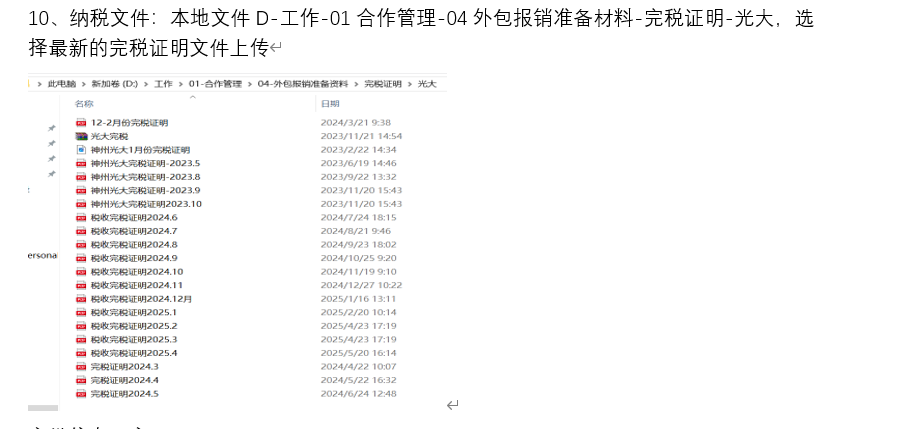 10、纳税文件：本地文件 D-工作-01 合作管理-04 外包报销准备材料-完税证明-光大，选
择最新的完税证明文件上传
此电脑 > 新加卷 (D:) > 工作 > 01-合作管理 > 04-外包报销准备资料 > 完税证明 > 光大
名称 日期
12-2月份完税证明 2024/3/21 9:38
光大完税 2023/11/21 14:54
神州光大1月份完税证明 2023/2/22 14:34
神州光大完税证明-2023.5 2023/6/19 14:46
神州光大完税证明-2023.8 2023/9/22 13:32
神州光大完税证明-2023.9 2023/11/20 15:43
神州光大完税证明2023.10 2023/11/20 15:43
税收完税证明2024.6 2024/7/24 18:15
税收完税证明2024.7 2024/8/21 9:46
税收完税证明2024.8 2024/9/23 18:02
税收完税证明2024.9 2024/10/25 9:20
税收完税证明2024.10 2024/11/19 9:10
税收完税证明2024.11 2024/12/27 10:22
税收完税证明2024.12月 2025/1/16 13:11
税收完税证明2025.1 2025/2/20 10:14
税收完税证明2025.2 2025/4/23 17:19
税收完税证明2025.3 2025/4/23 17:19
税收完税证明2025.4 2025/5/20 16:14
完税证明2024.3 2024/4/22 10:07
完税证明2024.4 2024/5/22 16:32
完税证明2024.5 2024/6/24 12:48
ersona